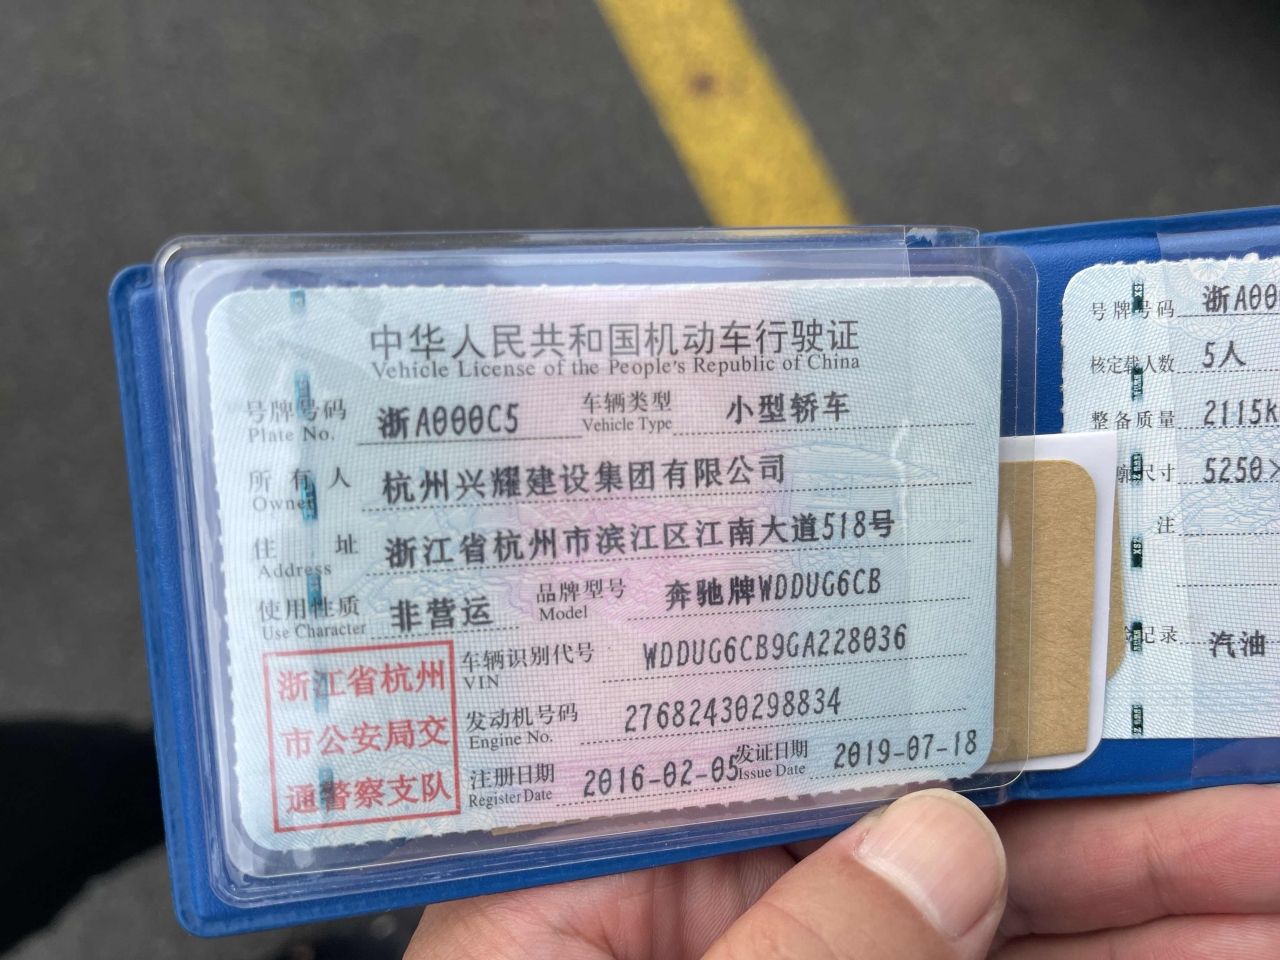 中华人民共和国机动车行驶证
Vehicle License of the People's Republic of China
号牌号码 浙A000C5 车辆类型 小型轿车
Plate No. Vehicle Type
所有人 杭州兴耀建设集团有限公司
Owner
住址 浙江省杭州市滨江区江南大道518号
Address
使用性质 非营运 品牌型号 奔驰牌WDDUG6CB
Use Character Model
浙江省杭州
市公安局交
通警察支队
车辆识别代号 WDDUG6CB9GA228036
VIN
发动机号码 27682430298834
Engine No.
注册日期 2016-02-05 发证日期 2019-07-18
Register Date Issue Date
号牌号码 浙A00
核定载人数 5人
整备质量 2115k
廓尺寸 5250×
注
记录 汽油